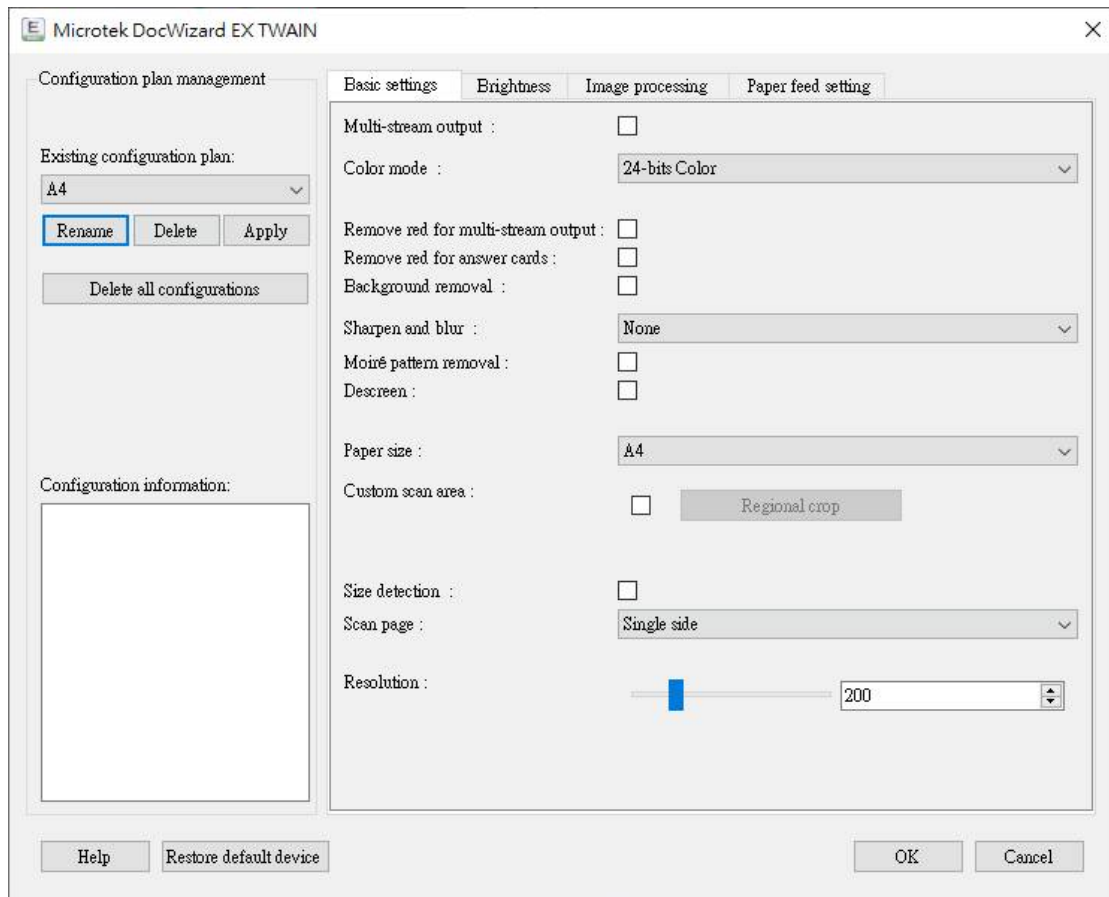 Microtek DocWizard EX TWAIN
Configuration plan management
Existing configuration plan:
A4
Rename Delete Apply
Delete all configurations
Configuration information:
Basic settings Brightness Image processing Paper feed setting
Multi-stream output :
Color mode : 24-bits Color
Remove red for multi-stream output :
Remove red for answer cards :
Background removal :
Sharpen and blur : None
Moiré pattern removal :
Descreen :
Paper size : A4
Custom scan area : Regional crop
Size detection :
Scan page : Single side
Resolution : 200
Help Restore default device OK Cancel